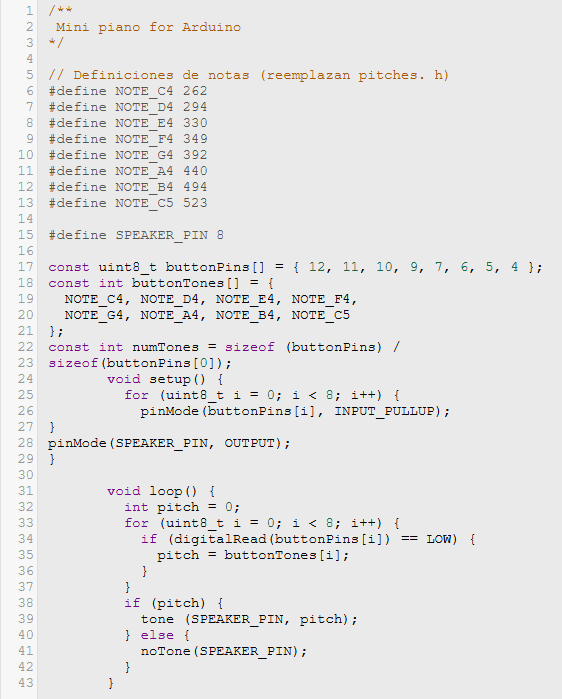 1 /**
2  Mini piano for Arduino
3 */
4
5 // Definiciones de notas (reemplazan pitches. h)
6 #define NOTE_C4 262
7 #define NOTE_D4 294
8 #define NOTE_E4 330
9 #define NOTE_F4 349
10 #define NOTE_G4 392
11 #define NOTE_A4 440
12 #define NOTE_B4 494
13 #define NOTE_C5 523
14
15 #define SPEAKER_PIN 8
16
17 const uint8_t buttonPins[] = { 12, 11, 10, 9, 7, 6, 5, 4 };
18 const int buttonTones[] = {
19   NOTE_C4, NOTE_D4, NOTE_E4, NOTE_F4,
20   NOTE_G4, NOTE_A4, NOTE_B4, NOTE_C5
21 };
22 const int numTones = sizeof (buttonPins) /
23 sizeof(buttonPins[0]);
24        void setup() {
25          for (uint8_t i = 0; i < 8; i++) {
26            pinMode(buttonPins[i], INPUT_PULLUP);
27 }
28 pinMode(SPEAKER_PIN, OUTPUT);
29 }
30
31        void loop() {
32          int pitch = 0;
33          for (uint8_t i = 0; i < 8; i++) {
34            if (digitalRead(buttonPins[i]) == LOW) {
35              pitch = buttonTones[i];
36            }
37          }
38          if (pitch) {
39            tone (SPEAKER_PIN, pitch);
40          } else {
41            noTone(SPEAKER_PIN);
42          }
43        }